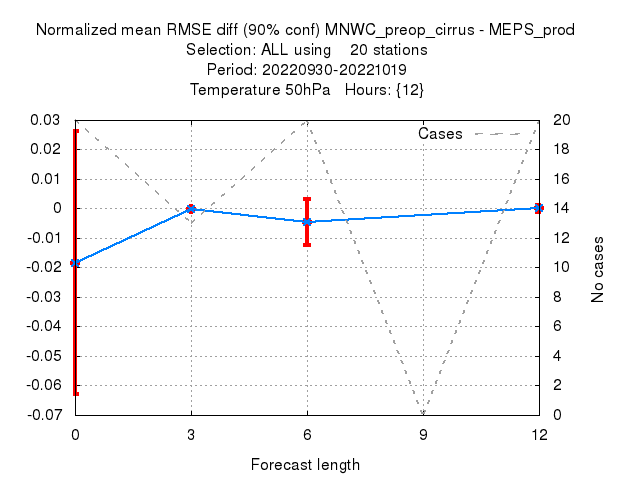 Normalized mean RMSE diff (90% conf) MNWC_preop_cirrus - MEPS_prod
Selection: ALL using 20 stations
Period: 20220930-20221019
Temperature 50hPa Hours: {12}
Cases
0.03
0.02
0.01
0
-0.01
-0.02
-0.03
-0.04
-0.05
-0.06
-0.07
20
18
16
14
12
10
8
6
4
2
0
No cases
0 3 6 9 12
Forecast length